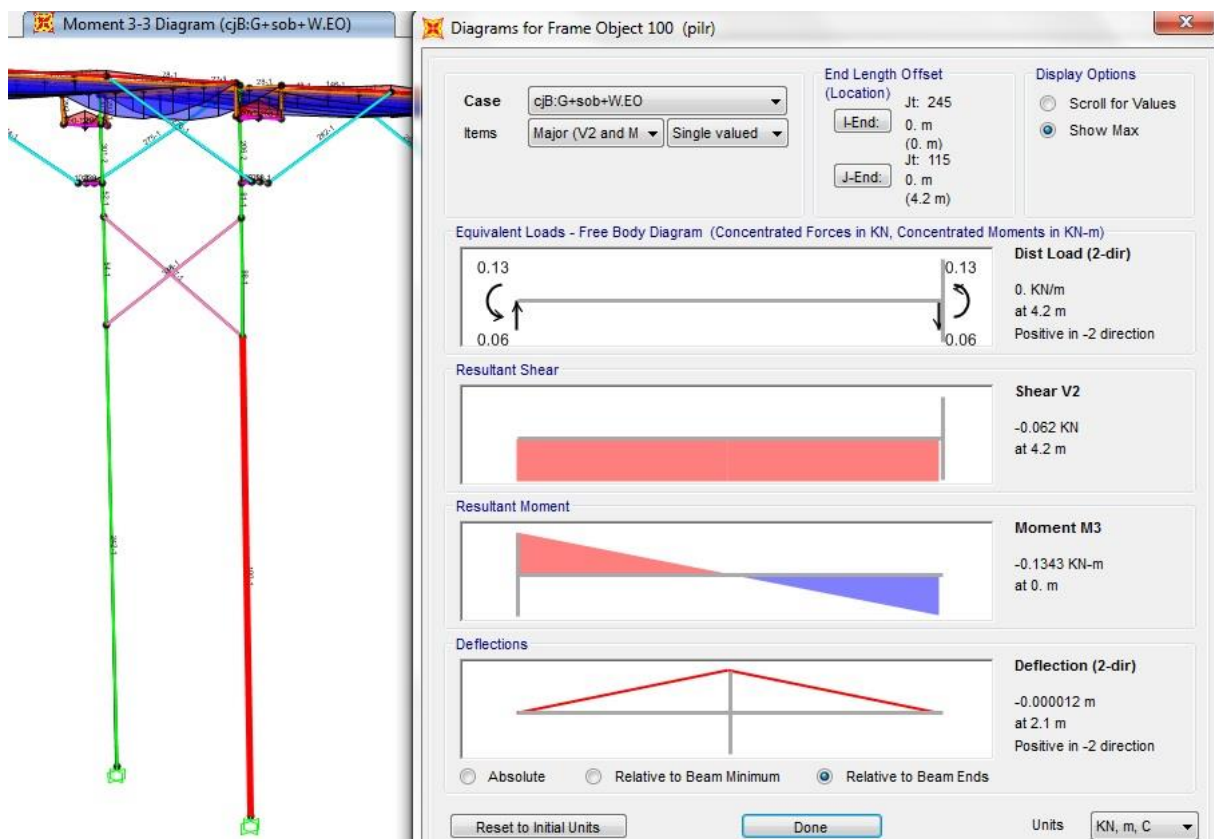 Moment 3-3 Diagram (cjB:G+sob+W.EO)
Diagrams for Frame Object 100 (pilr)
Case cjB:G+sob+W.EO
Items Major (V2 and M Single valued
End Length Offset
(Location)
I-End: Jt: 245
0. m
(0. m)
J-End: Jt: 115
0. m
(4.2 m)
Display Options
Scroll for Values
Show Max
Equivalent Loads - Free Body Diagram (Concentrated Forces in KN, Concentrated Moments in KN-m)
0.13 0.13
0.06 0.06
Dist Load (2-dir)
0. KN/m
at 4.2 m
Positive in -2 direction
Resultant Shear
Shear V2
-0.062 KN
at 4.2 m
Resultant Moment
Moment M3
-0.1343 KN-m
at 0. m
Deflections
Deflection (2-dir)
-0.000012 m
at 2.1 m
Positive in -2 direction
Absolute Relative to Beam Minimum Relative to Beam Ends
Reset to Initial Units Done Units KN, m, C